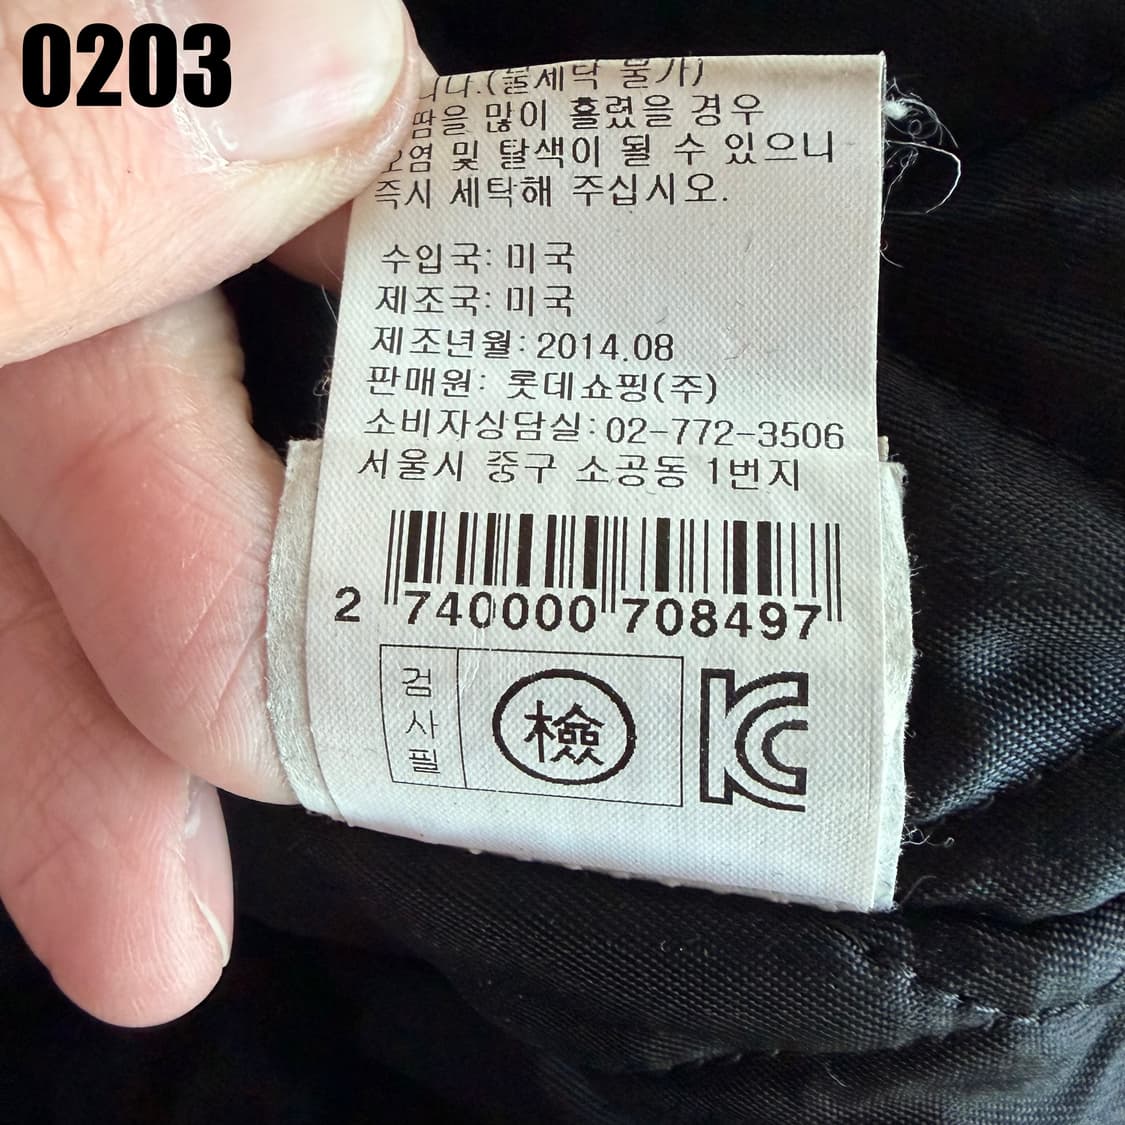 0203
니다.(물세탁 불가)
땀을 많이 흘렸을 경우
오염 및 탈색이 될 수 있으니
즉시 세탁해 주십시오.
수입국: 미국
제조국: 미국
제조년월: 2014.08
판매원: 롯데쇼핑(주)
소비자상담실: 02-772-3506
서울시 중구 소공동 1번지
2 740000 708497
검사필
檢
KC